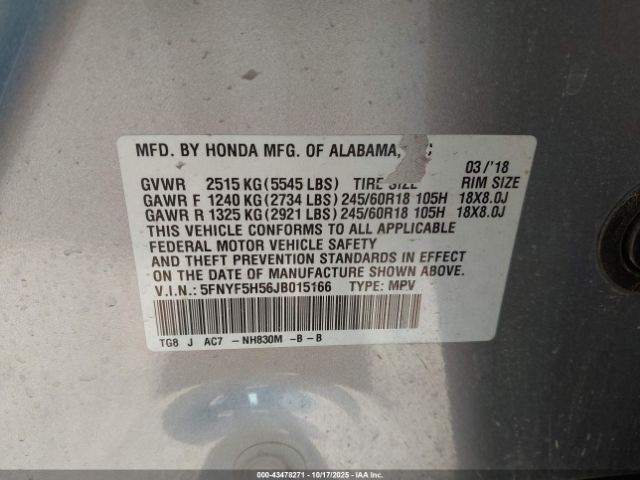 MFD. BY HONDA MFG. OF ALABAMA, C 03/'18
GVWR 2515 KG(5545 LBS) TIRE SIZE RIM SIZE
GAWR F 1240 KG(2734 LBS)245/60R18 105H 18X8.0J
GAWR R 1325 KG(2921 LBS)245/60R18 105H 18X8.0J
THIS VEHICLE CONFORMS TO ALL APPLICABLE
FEDERAL MOTOR VEHICLE SAFETY
AND THEFT PREVENTION STANDARDS IN EFFECT
ON THE DATE OF MANUFACTURE SHOWN ABOVE.
V.I.N.: 5FNYF5H56JB015166 TYPE: MPV
TG8 J AC7 -NH830M -B-B
000-43478271 - 10/17/2025 - IAA, Inc.